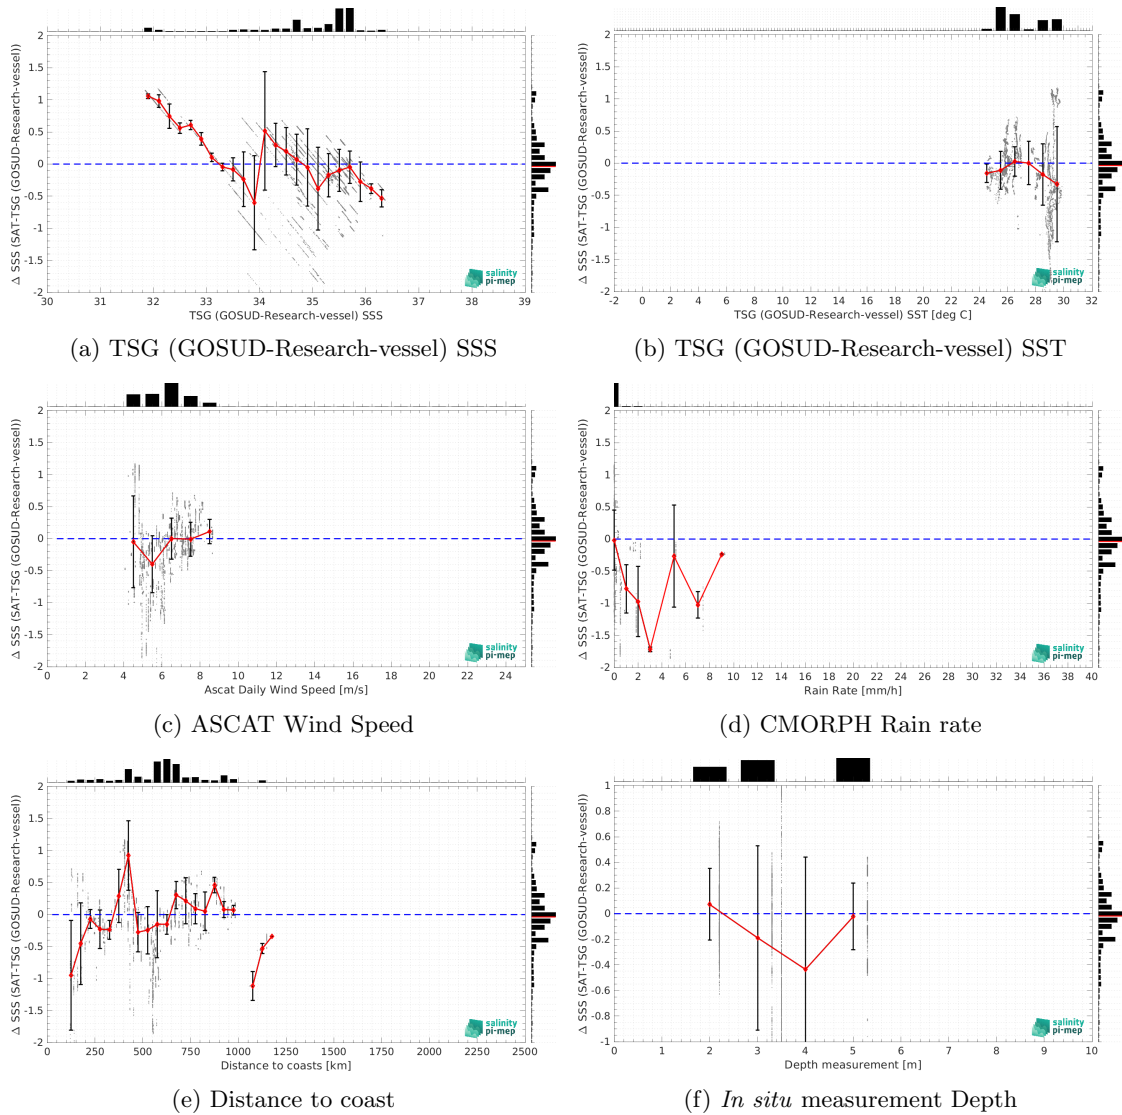 Δ SSS (SAT-TSG (GOSUD-Research-vessel))
2
1.5
1
0.5
0
-0.5
-1
-1.5
-2
30 31 32 33 34 35 36 37 38 39
TSG (GOSUD-Research-vessel) SSS
salinity
pi-mep
(a) TSG (GOSUD-Research-vessel) SSS
Δ SSS (SAT-TSG (GOSUD-Research-vessel))
2
1.5
1
0.5
0
-0.5
-1
-1.5
-2
-2 0 2 4 6 8 10 12 14 16 18 20 22 24 26 28 30 32
TSG (GOSUD-Research-vessel) SST [deg C]
salinity
pi-mep
(b) TSG (GOSUD-Research-vessel) SST
Δ SSS (SAT-TSG (GOSUD-Research-vessel))
2
1.5
1
0.5
0
-0.5
-1
-1.5
-2
0 2 4 6 8 10 12 14 16 18 20 22 24
Ascat Daily Wind Speed [m/s]
salinity
pi-mep
(c) ASCAT Wind Speed
Δ SSS (SAT-TSG (GOSUD-Research-vessel))
2
1.5
1
0.5
0
-0.5
-1
-1.5
-2
0 2 4 6 8 10 12 14 16 18 20 22 24 26 28 30 32 34 36 38 40
Rain Rate [mm/h]
salinity
pi-mep
(d) CMORPH Rain rate
Δ SSS (SAT-TSG (GOSUD-Research-vessel))
2
1.5
1
0.5
0
-0.5
-1
-1.5
-2
0 250 500 750 1000 1250 1500 1750 2000 2250 2500
Distance to coasts [km]
salinity
pi-mep
(e) Distance to coast
Δ SSS (SAT-TSG (GOSUD-Research-vessel))
1
0.8
0.6
0.4
0.2
0
-0.2
-0.4
-0.6
-0.8
-1
0 1 2 3 4 5 6 7 8 9 10
Depth measurement [m]
salinity
pi-mep
(f) In situ measurement Depth